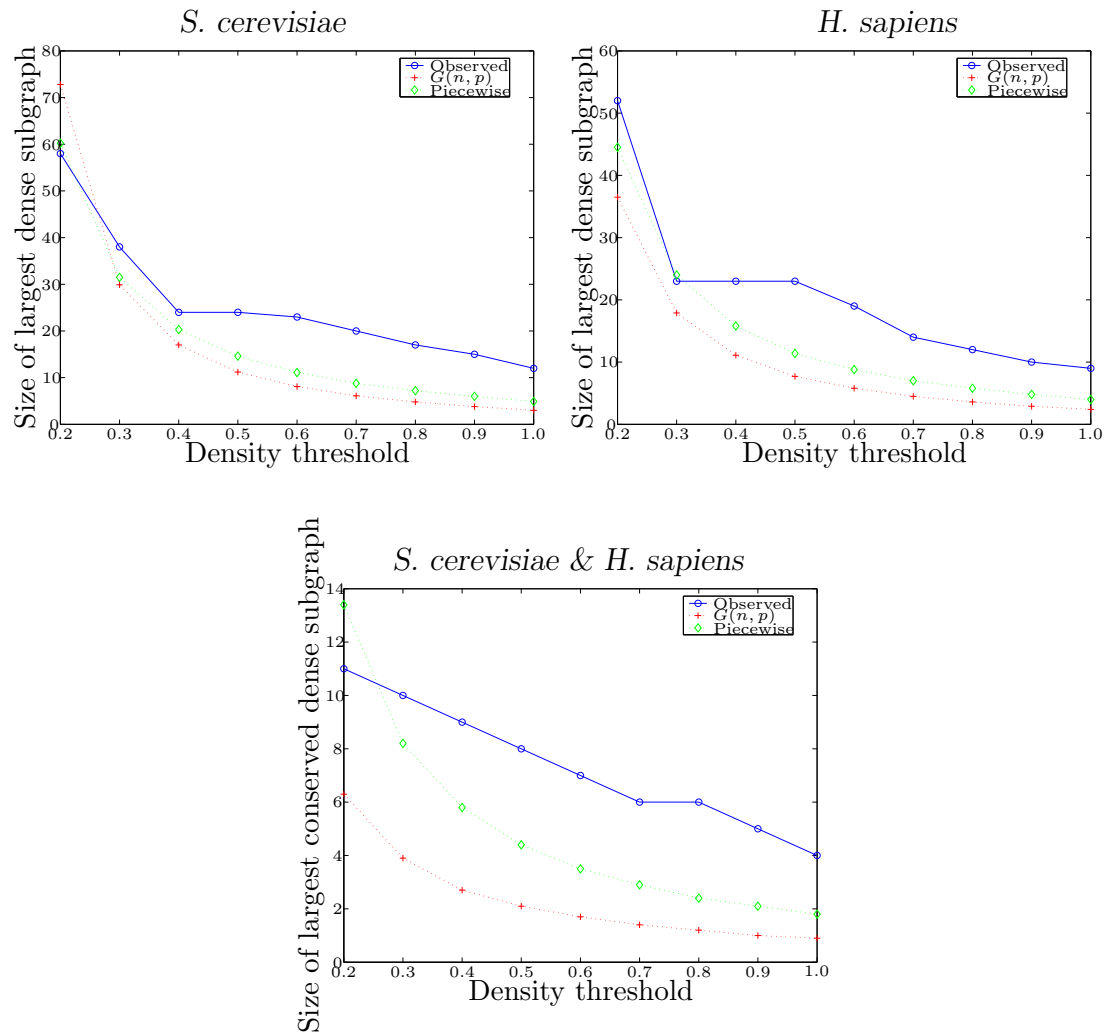 S. cerevisiae
Size of largest dense subgraph
80
70
60
50
40
30
20
10
0
0.2 0.3 0.4 0.5 0.6 0.7 0.8 0.9 1.0
Density threshold
Observed
G(n, p)
Piecewise
H. sapiens
Size of largest dense subgraph
60
50
40
30
20
10
0
0.2 0.3 0.4 0.5 0.6 0.7 0.8 0.9 1.0
Density threshold
Observed
G(n, p)
Piecewise
S. cerevisiae & H. sapiens
Size of largest conserved dense subgraph
14
12
10
8
6
4
2
0
0.2 0.3 0.4 0.5 0.6 0.7 0.8 0.9 1.0
Density threshold
Observed
G(n, p)
Piecewise